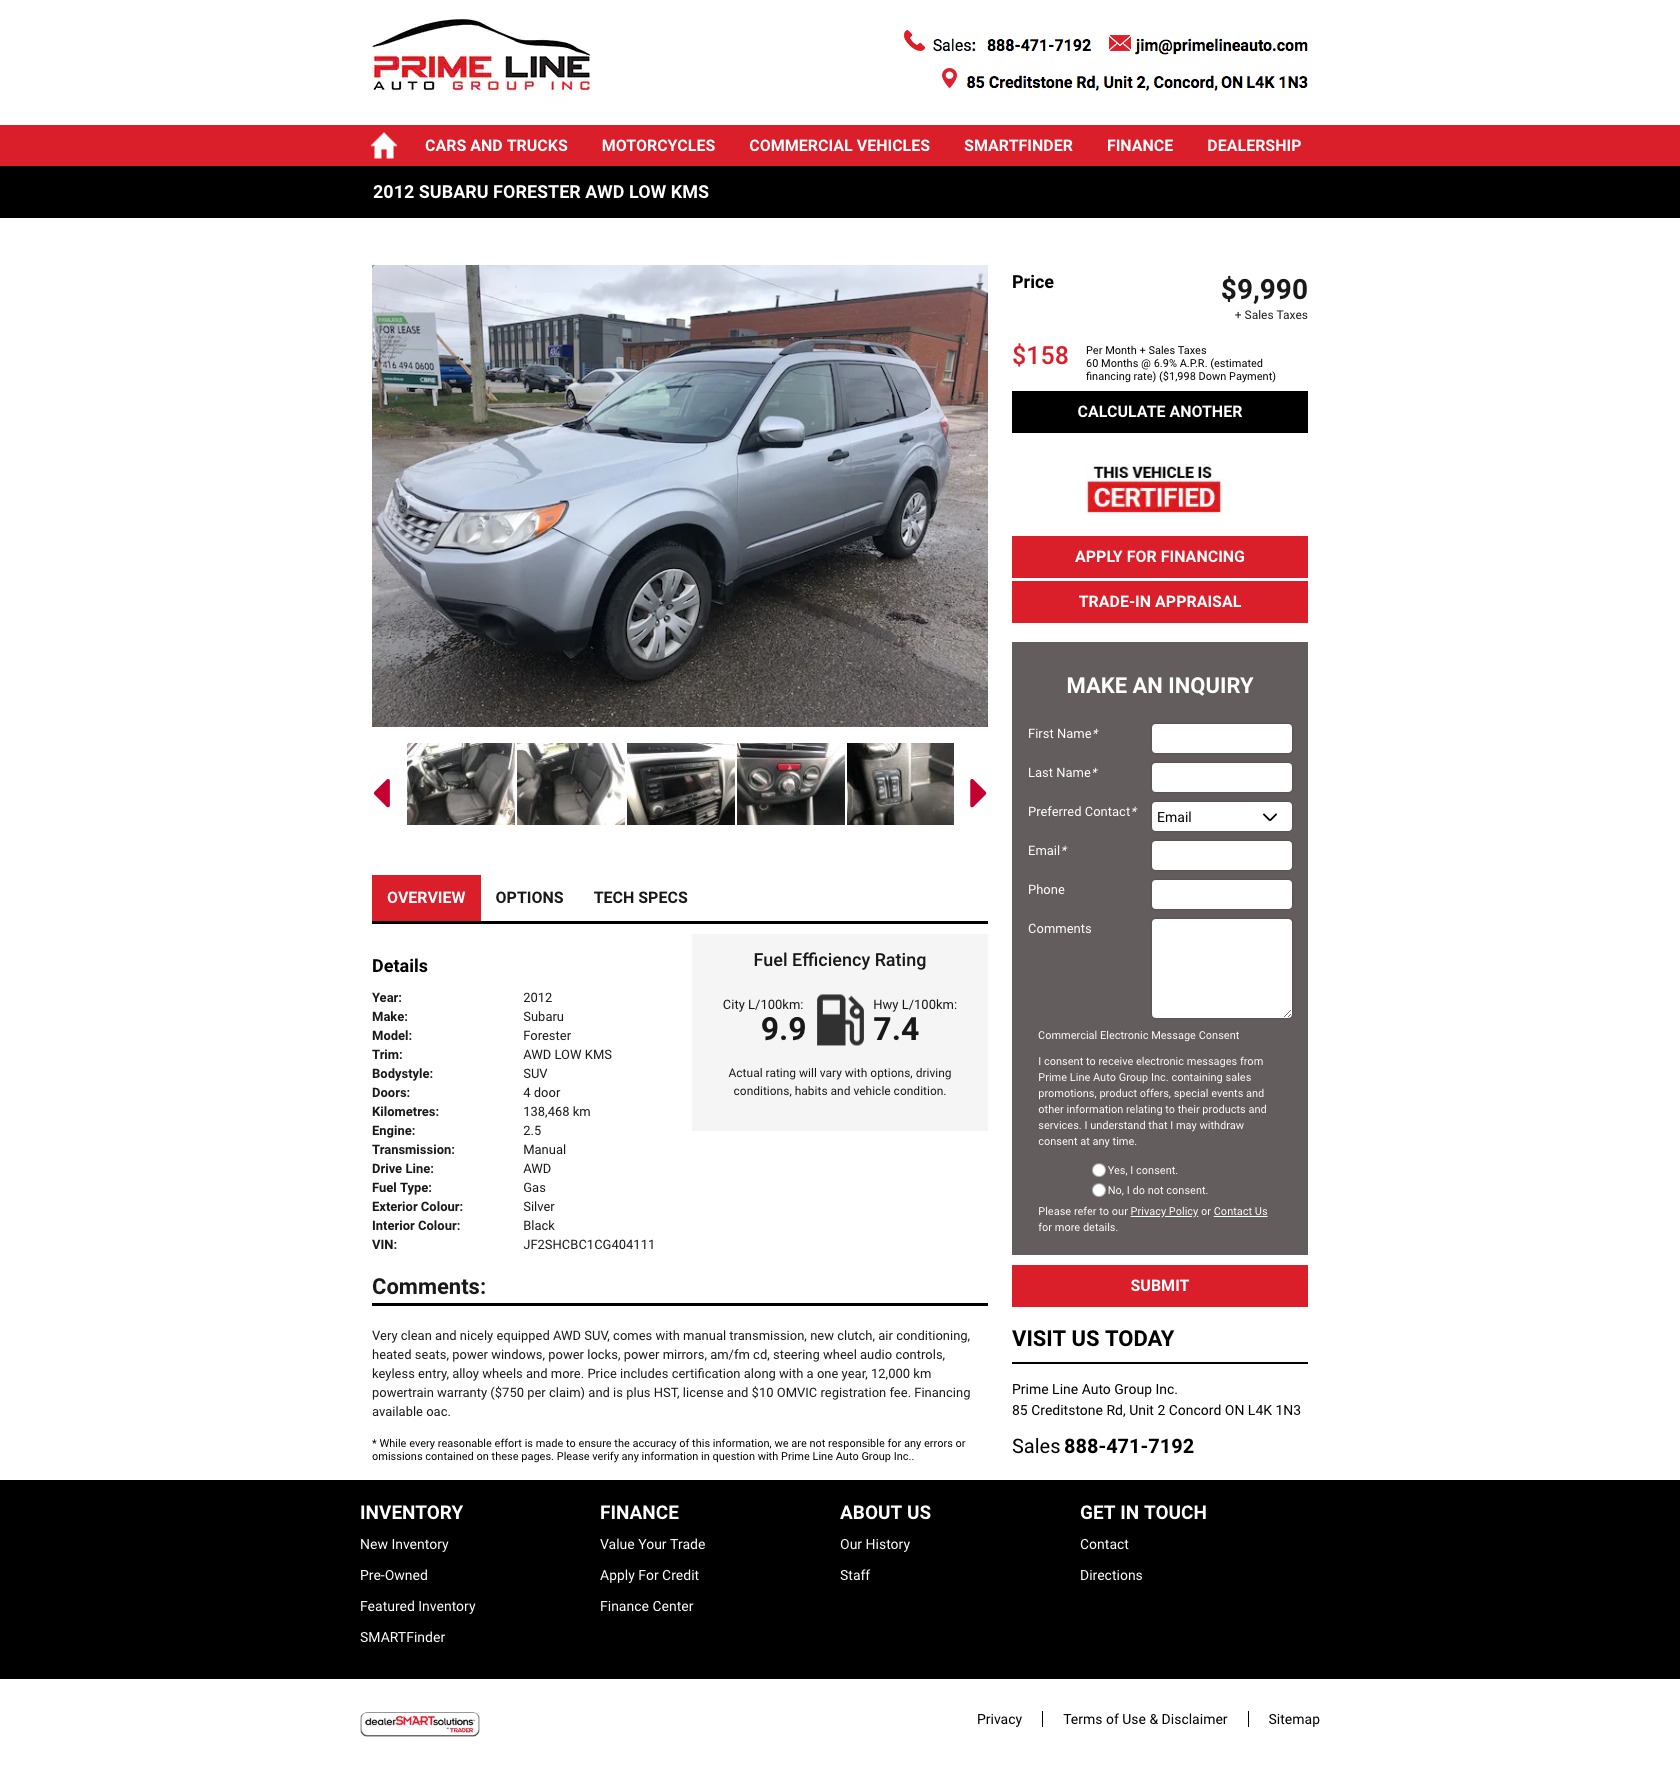 PRIME LINE
AUTO GROUP INC
Sales: 888-471-7192 jim@primelineauto.com
85 Creditstone Rd, Unit 2, Concord, ON L4K 1N3
CARS AND TRUCKS MOTORCYCLES COMMERCIAL VEHICLES SMARTFINDER FINANCE DEALERSHIP
2012 SUBARU FORESTER AWD LOW KMS
FOR LEASE
416 494 0600
CBRE
Price
$9,990
+ Sales Taxes
$158
Per Month + Sales Taxes
60 Months @ 6.9% A.P.R. (estimated
financing rate) ($1,998 Down Payment)
CALCULATE ANOTHER
THIS VEHICLE IS
CERTIFIED
APPLY FOR FINANCING
TRADE-IN APPRAISAL
MAKE AN INQUIRY
First Name*
Last Name*
Preferred Contact* Email
Email*
Phone
Comments
Commercial Electronic Message Consent
I consent to receive electronic messages from
Prime Line Auto Group Inc. containing sales
promotions, product offers, special events and
other information relating to their products and
services. I understand that I may withdraw
consent at any time.
Yes, I consent.
No, I do not consent.
Please refer to our Privacy Policy or Contact Us
for more details.
SUBMIT
VISIT US TODAY
Prime Line Auto Group Inc.
85 Creditstone Rd, Unit 2 Concord ON L4K 1N3
Sales 888-471-7192
OVERVIEW OPTIONS TECH SPECS
Details
Year: 2012
Make: Subaru
Model: Forester
Trim: AWD LOW KMS
Bodystyle: SUV
Doors: 4 door
Kilometres: 138,468 km
Engine: 2.5
Transmission: Manual
Drive Line: AWD
Fuel Type: Gas
Exterior Colour: Silver
Interior Colour: Black
VIN: JF2SHCBC1CG404111
Fuel Efficiency Rating
City L/100km: Hwy L/100km:
9.9 7.4
Actual rating will vary with options, driving
conditions, habits and vehicle condition.
Comments:
Very clean and nicely equipped AWD SUV, comes with manual transmission, new clutch, air conditioning,
heated seats, power windows, power locks, power mirrors, am/fm cd, steering wheel audio controls,
keyless entry, alloy wheels and more. Price includes certification along with a one year, 12,000 km
powertrain warranty ($750 per claim) and is plus HST, license and $10 OMVIC registration fee. Financing
available oac.
* While every reasonable effort is made to ensure the accuracy of this information, we are not responsible for any errors or
omissions contained on these pages. Please verify any information in question with Prime Line Auto Group Inc..
INVENTORY FINANCE ABOUT US GET IN TOUCH
New Inventory Value Your Trade Our History Contact
Pre-Owned Apply For Credit Staff Directions
Featured Inventory Finance Center
SMARTFinder
dealerSMARTsolutions
TRADER
Privacy Terms of Use & Disclaimer Sitemap